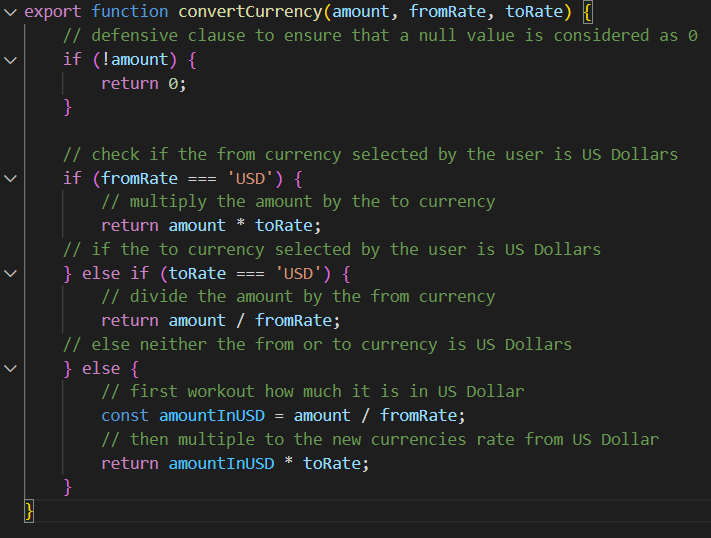 export function convertCurrency(amount, fromRate, toRate) {
    // defensive clause to ensure that a null value is considered as 0
    if (!amount) {
        return 0;
    }

    // check if the from currency selected by the user is US Dollars
    if (fromRate === 'USD') {
        // multiply the amount by the to currency
        return amount * toRate;
    // if the to currency selected by the user is US Dollars
    } else if (toRate === 'USD') {
        // divide the amount by the from currency
        return amount / fromRate;
    // else neither the from or to currency is US Dollars
    } else {
        // first workout how much it is in US Dollar
        const amountInUSD = amount / fromRate;
        // then multiple to the new currencies rate from US Dollar
        return amountInUSD * toRate;
    }
}